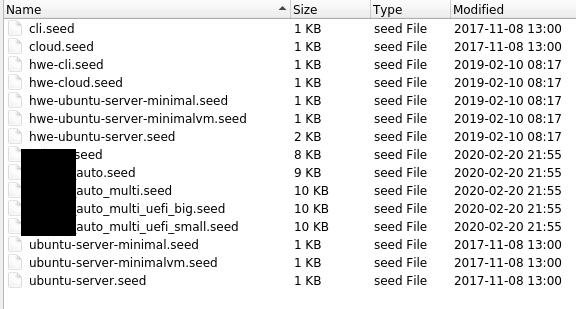 Name Size Type Modified
cli.seed 1 KB seed File 2017-11-08 13:00
cloud.seed 1 KB seed File 2017-11-08 13:00
hwe-cli.seed 1 KB seed File 2019-02-10 08:17
hwe-cloud.seed 1 KB seed File 2019-02-10 08:17
hwe-ubuntu-server-minimal.seed 1 KB seed File 2019-02-10 08:17
hwe-ubuntu-server-minimalvm.seed 1 KB seed File 2019-02-10 08:17
hwe-ubuntu-server.seed 2 KB seed File 2019-02-10 08:17
seed 8 KB seed File 2020-02-20 21:55
auto.seed 9 KB seed File 2020-02-20 21:55
auto_multi.seed 10 KB seed File 2020-02-20 21:55
auto_multi_uefi_big.seed 10 KB seed File 2020-02-20 21:55
auto_multi_uefi_small.seed 10 KB seed File 2020-02-20 21:55
ubuntu-server-minimal.seed 1 KB seed File 2017-11-08 13:00
ubuntu-server-minimalvm.seed 1 KB seed File 2017-11-08 13:00
ubuntu-server.seed 1 KB seed File 2017-11-08 13:00